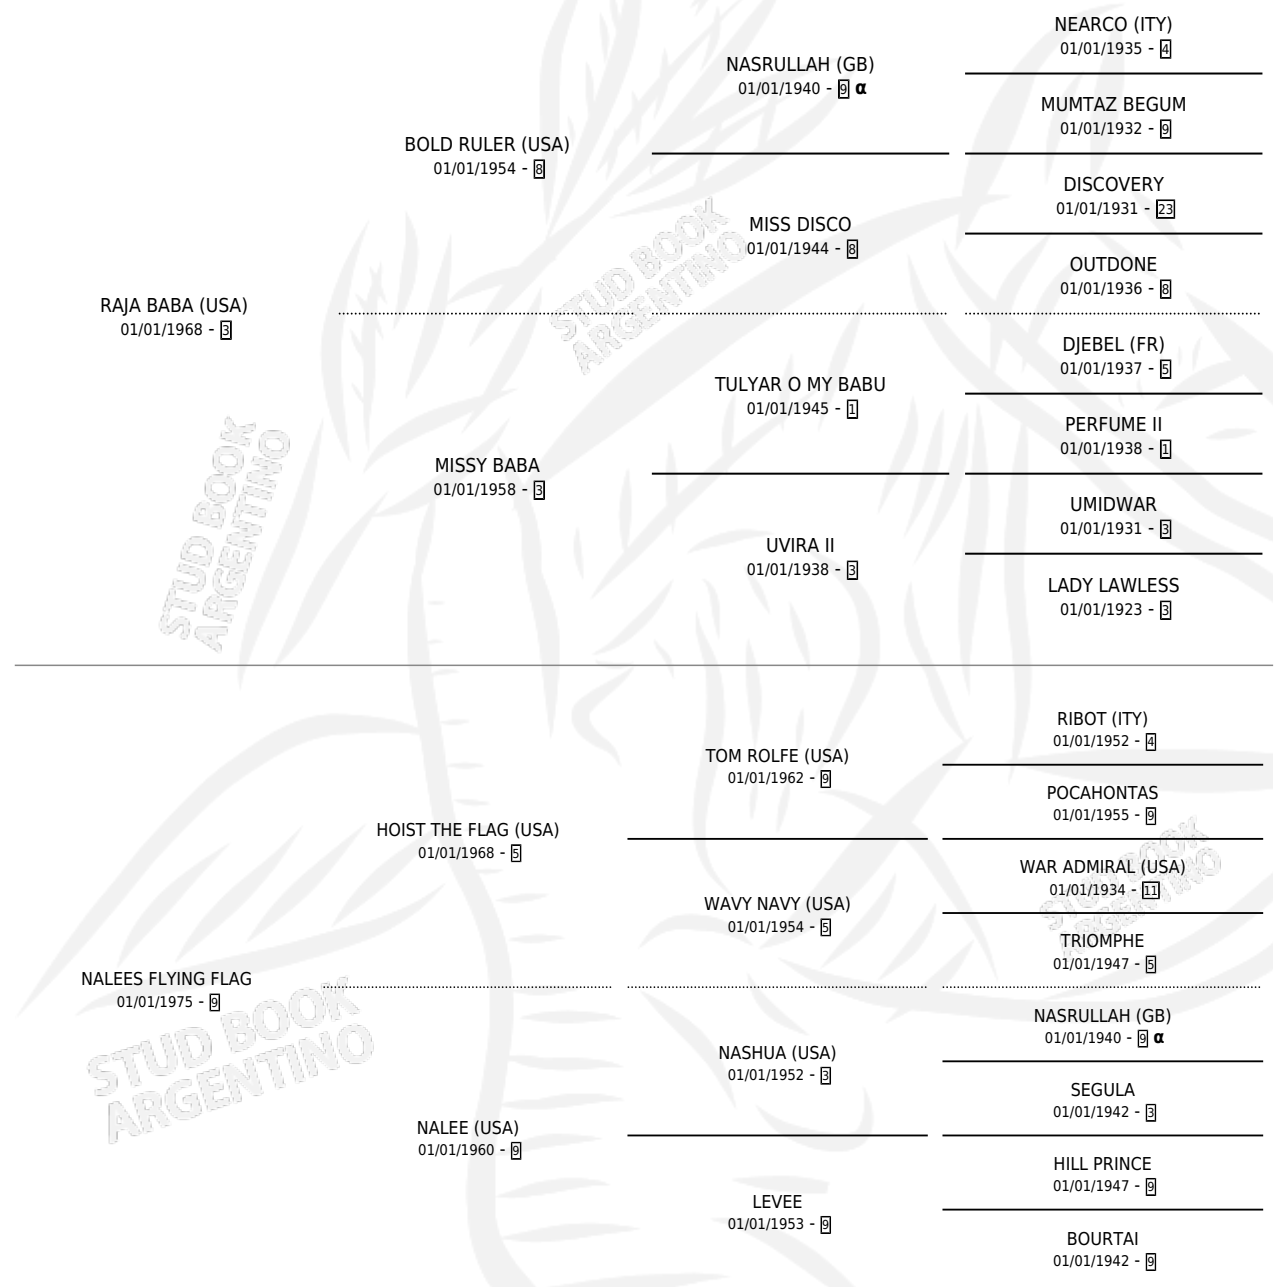 NEARCO (ITY)
01/01/1935 - 4
NASRULLAH (GB)
01/01/1940 - 9 α
MUMTAZ BEGUM
01/01/1932 - 9
BOLD RULER (USA)
01/01/1954 - 8
DISCOVERY
01/01/1931 - 23
MISS DISCO
01/01/1944 - 8
OUTDONE
01/01/1936 - 8
RAJA BABA (USA)
01/01/1968 - 3
DJEBEL (FR)
01/01/1937 - 5
TULYAR O MY BABU
01/01/1945 - 1
PERFUME II
01/01/1938 - 1
MISSY BABA
01/01/1958 - 3
UMIDWAR
01/01/1931 - 3
UVIRA II
01/01/1938 - 3
LADY LAWLESS
01/01/1923 - 3
RIBOT (ITY)
01/01/1952 - 4
TOM ROLFE (USA)
01/01/1962 - 9
POCAHONTAS
01/01/1955 - 9
HOIST THE FLAG (USA)
01/01/1968 - 5
WAR ADMIRAL (USA)
01/01/1934 - 11
WAVY NAVY (USA)
01/01/1954 - 5
TRIOMPHE
01/01/1947 - 5
NALEES FLYING FLAG
01/01/1975 - 9
NASRULLAH (GB)
01/01/1940 - 9 α
NASHUA (USA)
01/01/1952 - 3
SEGULA
01/01/1942 - 3
NALEE (USA)
01/01/1960 - 9
HILL PRINCE
01/01/1947 - 9
LEVEE
01/01/1953 - 9
BOURTAI
01/01/1942 - 9
STUD BOOK
ARGENTINO
STUD BOOK
ARGENTINO
STUD BOOK
ARGENTINO
STUD BOOK
ARGENTINO